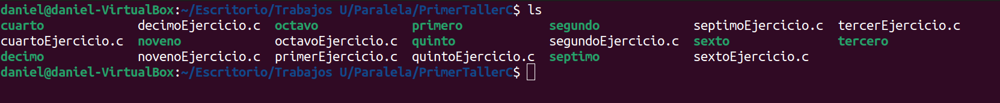 daniel@daniel-VirtualBox:~/Escritorio/Trabajos U/Paralela/PrimerTallerC$ ls
cuarto decimoEjercicio.c octavo primero segundo septimoEjercicio.c tercerEjercicio.c
cuartoEjercicio.c noveno octavoEjercicio.c quinto segundoEjercicio.c sexto tercero
decimo novenoEjercicio.c primerEjercicio.c quintoEjercicio.c septimo sextoEjercicio.c
daniel@daniel-VirtualBox:~/Escritorio/Trabajos U/Paralela/PrimerTallerC$